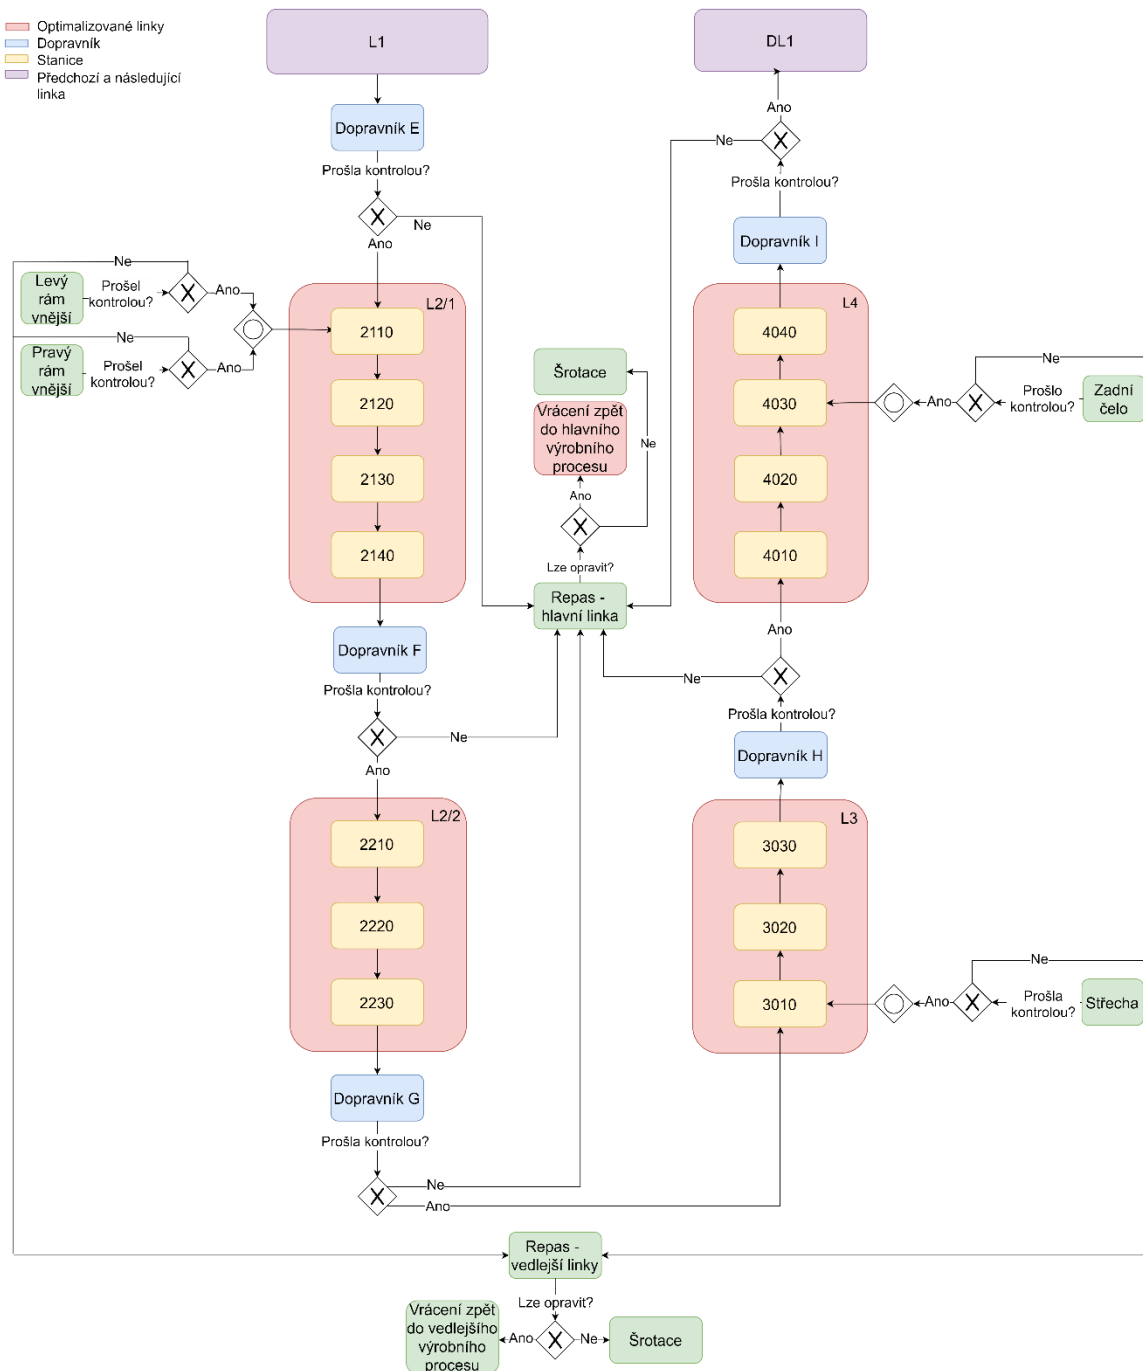 Optimalizované linky
Dopravník
Stanice
Předchozí a následující
linka
L1
DL1
Dopravník E
Prošla kontrolou?
Ne
Ano
Ano
Ne
Prošla kontrolou?
Dopravník I
Ne
Levý
rám
vnější
Prošel
kontrolou?
Ano
Ne
Pravý
rám
vnější
Prošel
kontrolou?
Ano
L2/1
2110
2120
2130
2140
Šrotace
Vrácení zpět
do hlavního
výrobního
procesu
Ne
Ano
Lze opravit?
Repas -
hlavní linka
L4
4040
4030
4020
4010
Ne
Ano
Prošlo
kontrolou?
Zadní
čelo
Ano
Ne
Prošla kontrolou?
Dopravník H
Dopravník F
Prošla kontrolou?
Ne
Ano
L2/2
2210
2220
2230
L3
3030
3020
3010
Ne
Ano
Prošla
kontrolou?
Střecha
Dopravník G
Prošla kontrolou?
Ne
Ano
Repas -
vedlejší linky
Lze opravit?
Vrácení zpět
do vedlejšího
výrobního
procesu
Ano
Ne
Šrotace